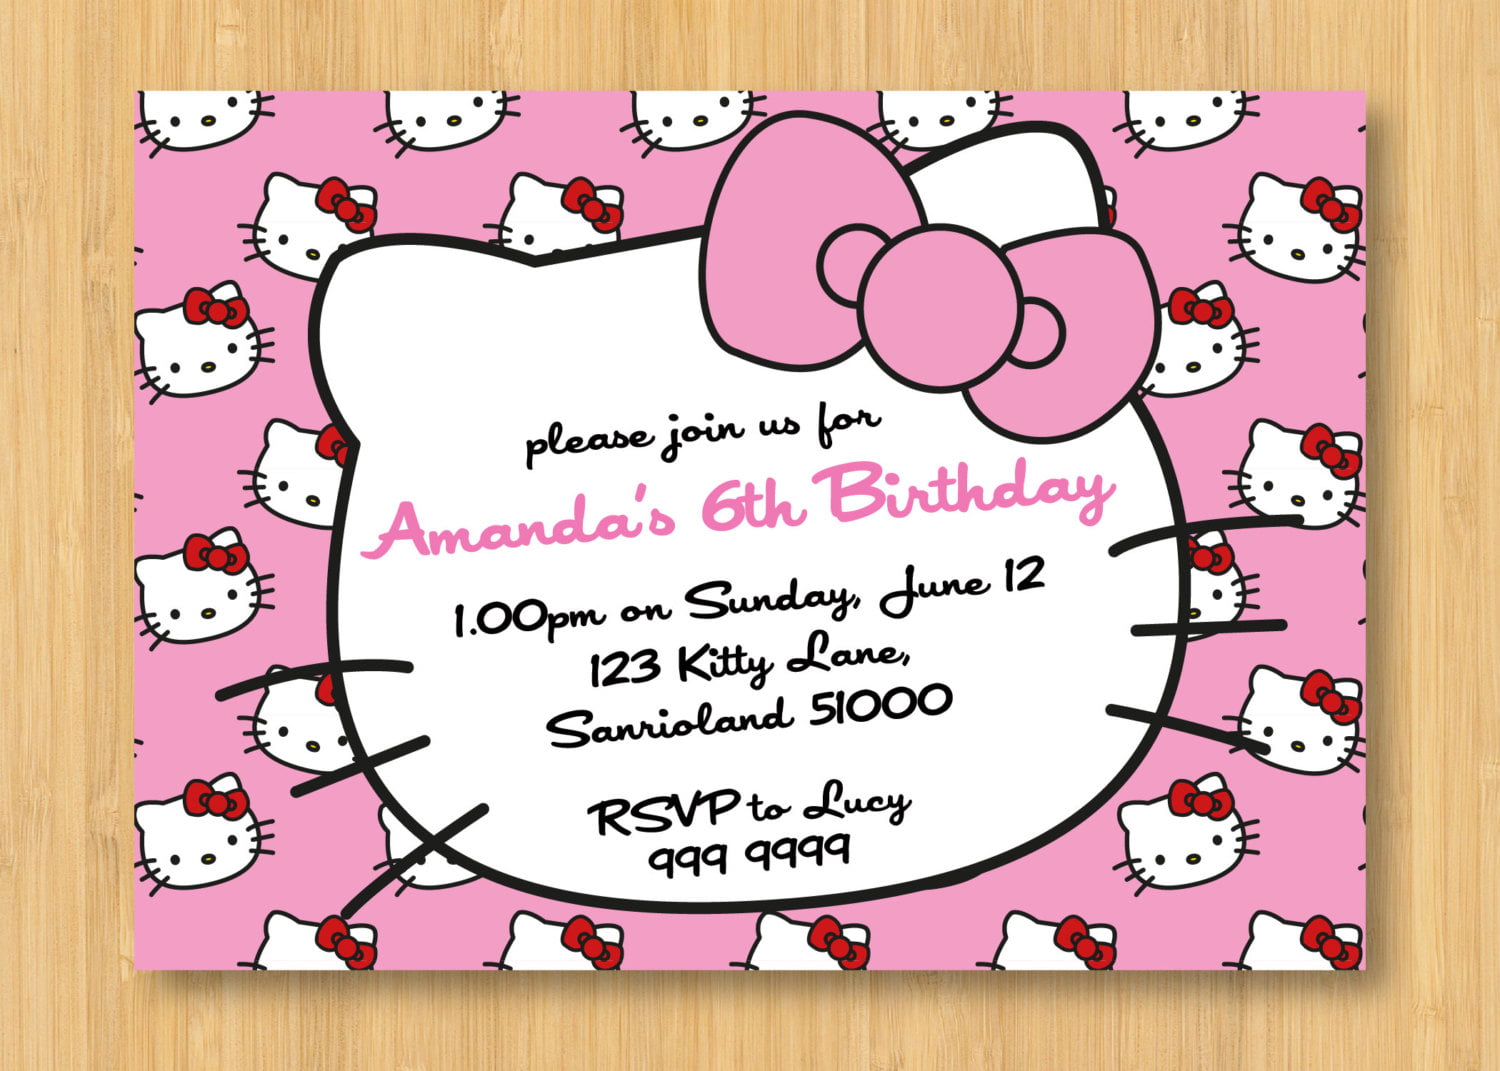 please join us for
Amanda's 6th Birthday
1.00pm on Sunday, June 12
123 Kitty Lane,
Sanrioland 51000
RSVP to Lucy
999 9999